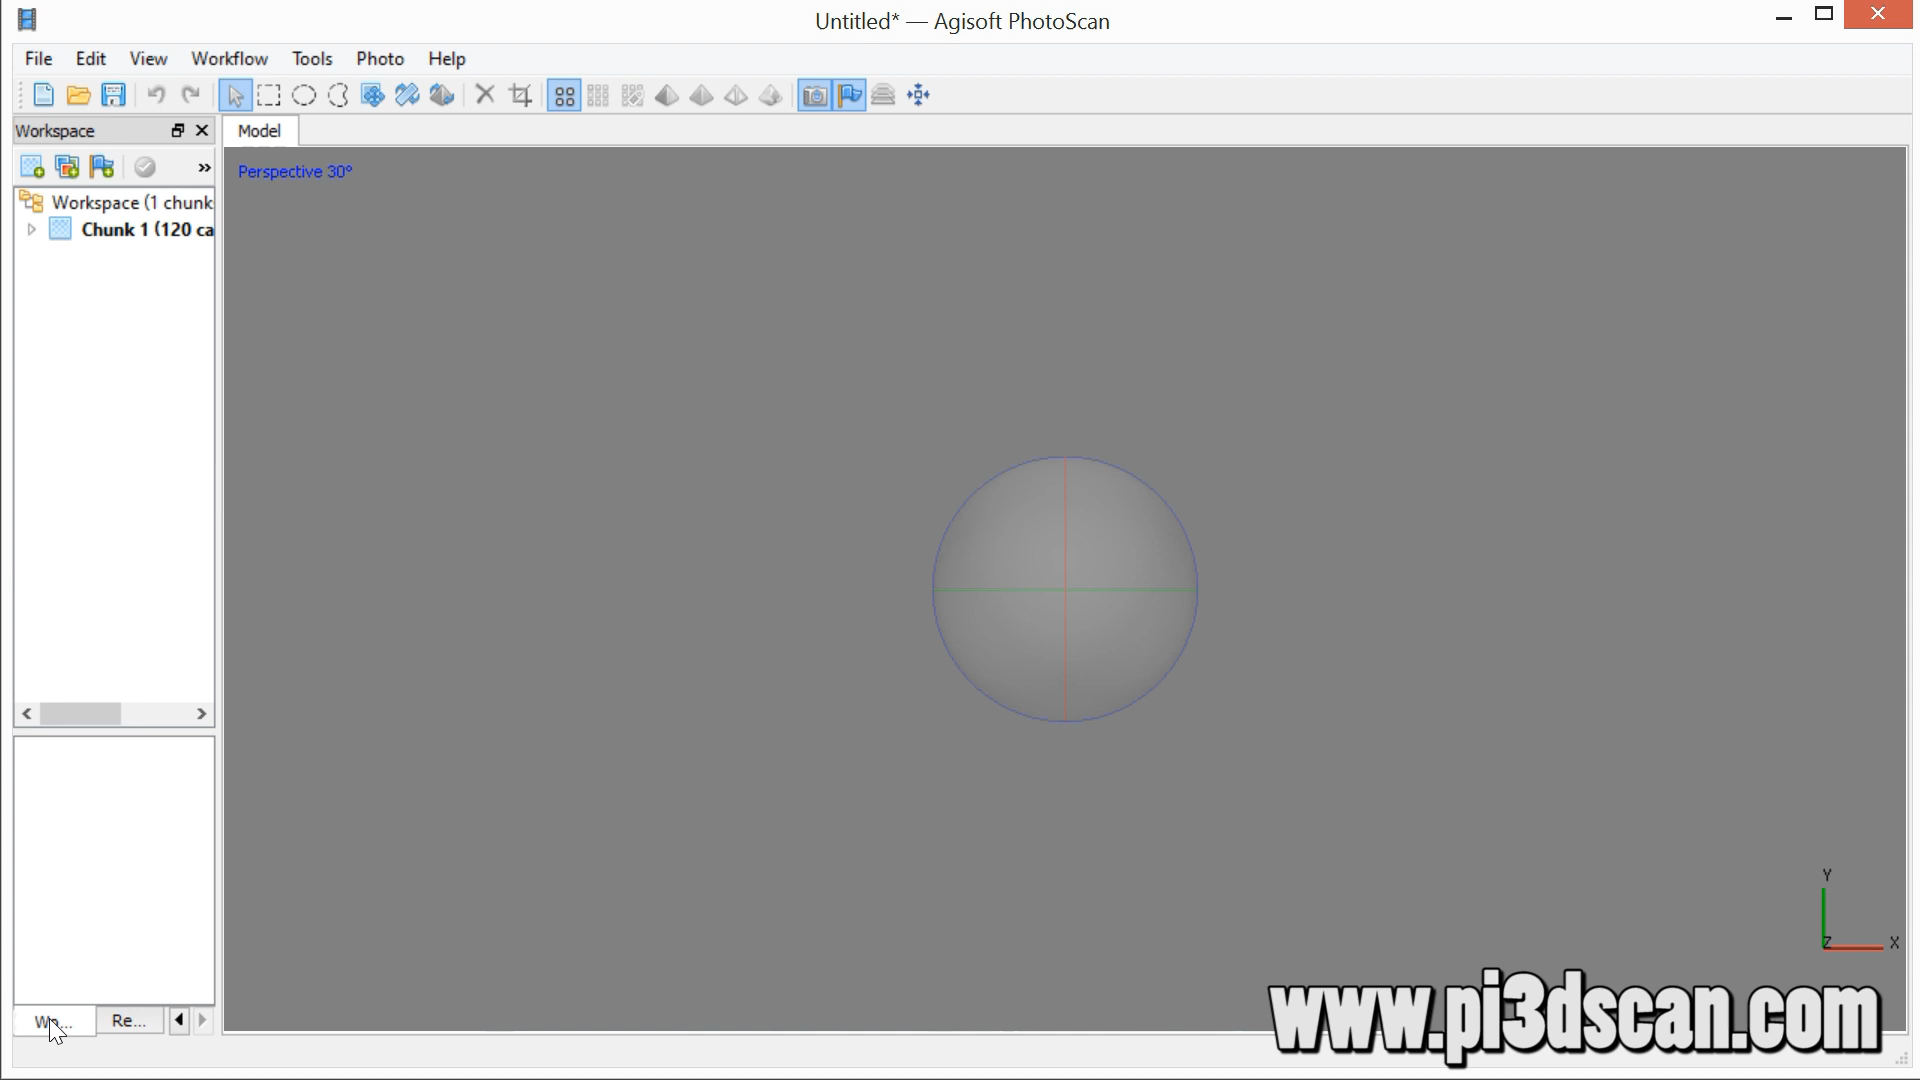 Untitled* — Agisoft PhotoScan
File Edit View Workflow Tools Photo Help
Workspace
Model
Perspective 30°
Workspace (1 chunk
Chunk 1 (120 ca
Y
Z X
Wo... Re...
www.pi3dscan.com